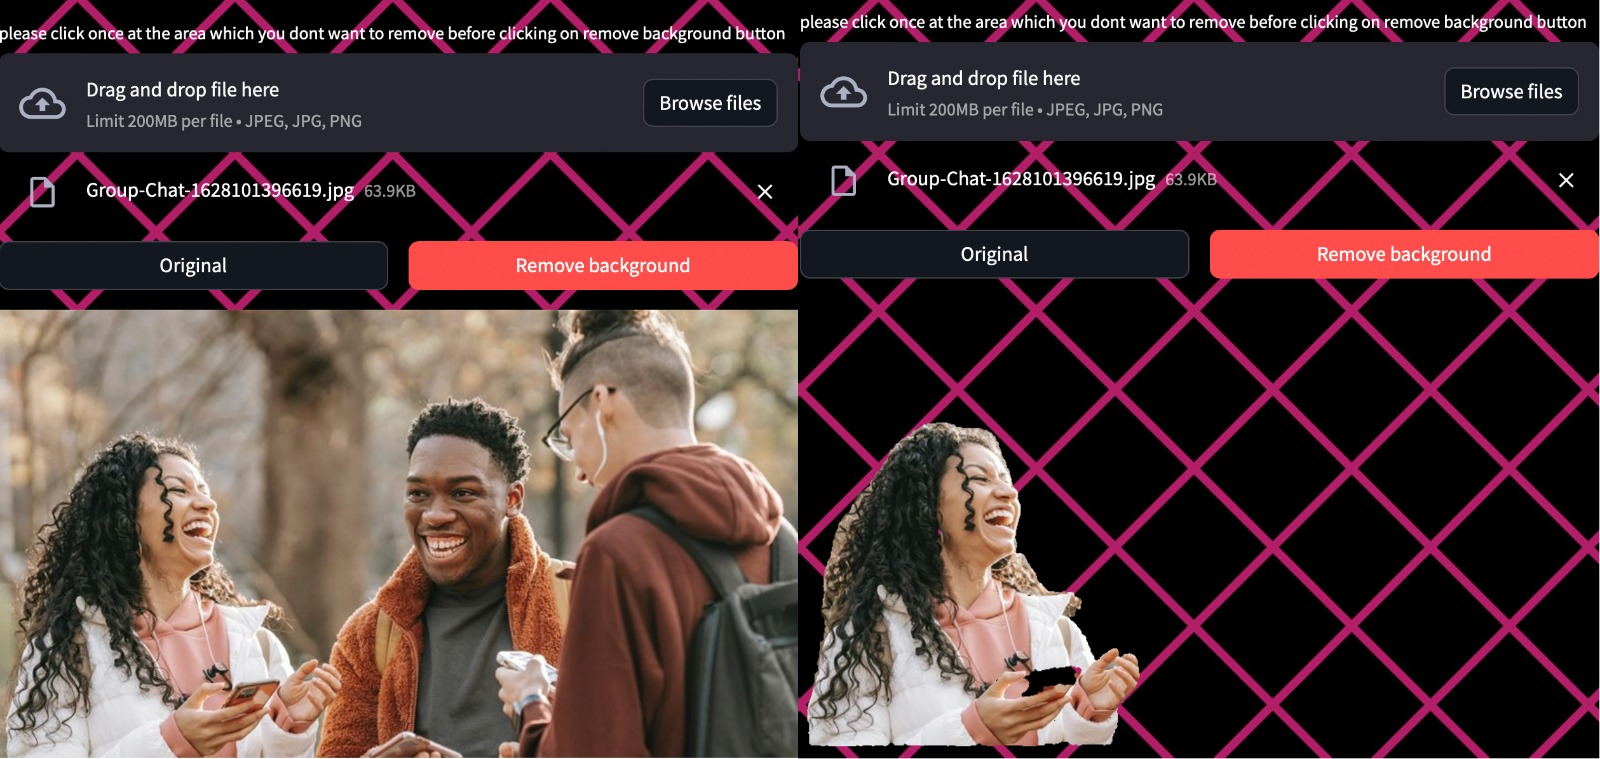 please click once at the area which you dont want to remove before clicking on remove background button
Drag and drop file here
Limit 200MB per file • JPEG, JPG, PNG
Browse files
Group-Chat-1628101396619.jpg 63.9KB
Original
Remove background
please click once at the area which you dont want to remove before clicking on remove background button
Drag and drop file here
Limit 200MB per file • JPEG, JPG, PNG
Browse files
Group-Chat-1628101396619.jpg 63.9KB
Original
Remove background